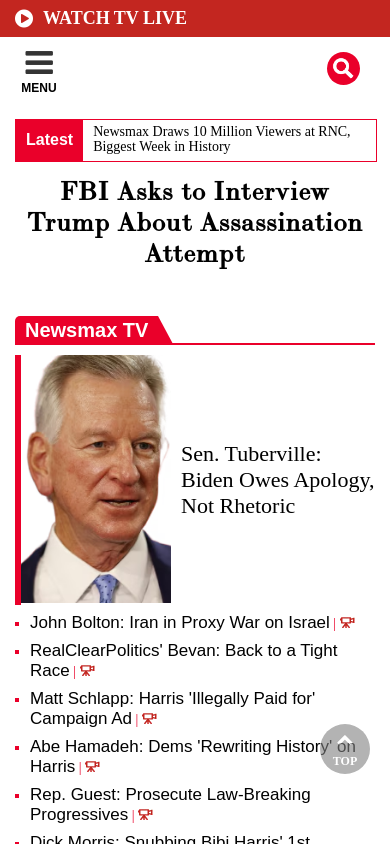 WATCH TV LIVE
MENU
Latest
Newsmax Draws 10 Million Viewers at RNC,
Biggest Week in History
FBI Asks to Interview
Trump About Assassination
Attempt
Newsmax TV
Sen. Tuberville:
Biden Owes Apology,
Not Rhetoric
John Bolton: Iran in Proxy War on Israel |
RealClearPolitics' Bevan: Back to a Tight
Race |
Matt Schlapp: Harris 'Illegally Paid for'
Campaign Ad |
Abe Hamadeh: Dems 'Rewriting History' on
Harris |
TOP
Rep. Guest: Prosecute Law-Breaking
Progressives |
Dick Morris: Snubbing Bibi Harris' 1st